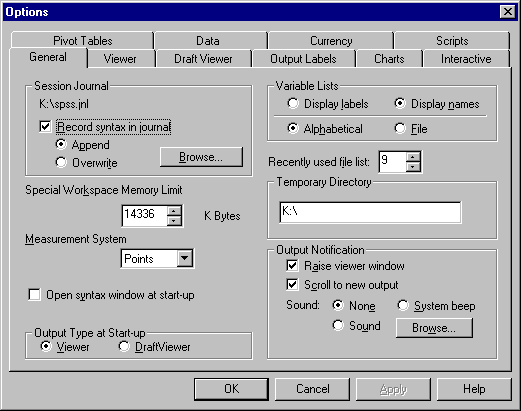 Options
Pivot Tables Data Currency Scripts
General Viewer Draft Viewer Output Labels Charts Interactive
Session Journal
K:\spss.jnl
Record syntax in journal
Append
Overwrite
Browse...
Special Workspace Memory Limit
14336 K Bytes
Measurement System
Points
Open syntax window at start-up
Output Type at Start-up
Viewer DraftViewer
Variable Lists
Display labels Display names
Alphabetical File
Recently used file list: 9
Temporary Directory
K:\
Output Notification
Raise viewer window
Scroll to new output
Sound: None System beep
Sound Browse...
OK Cancel Apply Help